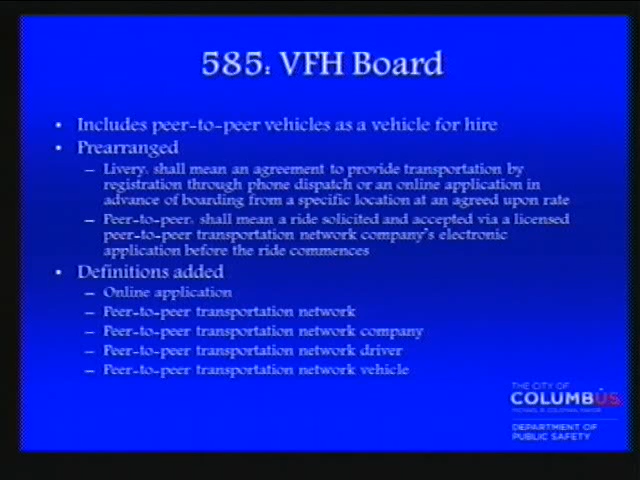 585: VFH Board
• Includes peer-to-peer vehicles as a vehicle for hire
• Prearranged
– Livery: shall mean an agreement to provide transportation by
registration through phone dispatch or an online application in
advance of boarding from a specific location at an agreed upon rate
– Peer-to-peer: shall mean a ride solicited and accepted via a licensed
peer-to-peer transportation network company's electronic
application before the ride commences
• Definitions added
– Online application
– Peer-to-peer transportation network
– Peer-to-peer transportation network company
– Peer-to-peer transportation network driver
– Peer-to-peer transportation network vehicle
THE CITY OF
COLUMBUS
MICHAEL B. COLEMAN, MAYOR
DEPARTMENT OF
PUBLIC SAFETY